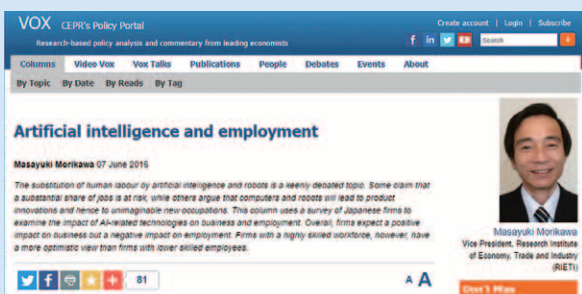 VOX CEPR's Policy Portal
Create account | Login | Subscribe
Research-based policy analysis and commentary from leading economists
f in Search
Columns Video Vox Vox Talks Publications People Debates Events About
By Topic By Date By Reads By Tag
Artificial intelligence and employment
Masayuki Morikawa 07 June 2016
The substitution of human labour by artificial intelligence and robots is a keenly debated topic. Some claim that
a substantial share of jobs is at risk, while others argue that computers and robots will lead to product
innovations and hence to unimaginable new occupations. This column uses a survey of Japanese firms to
examine the impact of AI-related technologies on business and employment. Overall, firms expect a positive
impact on business but a negative impact on employment. Firms with a highly skilled workforce, however, have
a more optimistic view than firms with lower skilled employees.
f 81
A A
Masayuki Morikawa
Vice President, Research Institute
of Economy, Trade and Industry
(RIETI)
Don't Miss